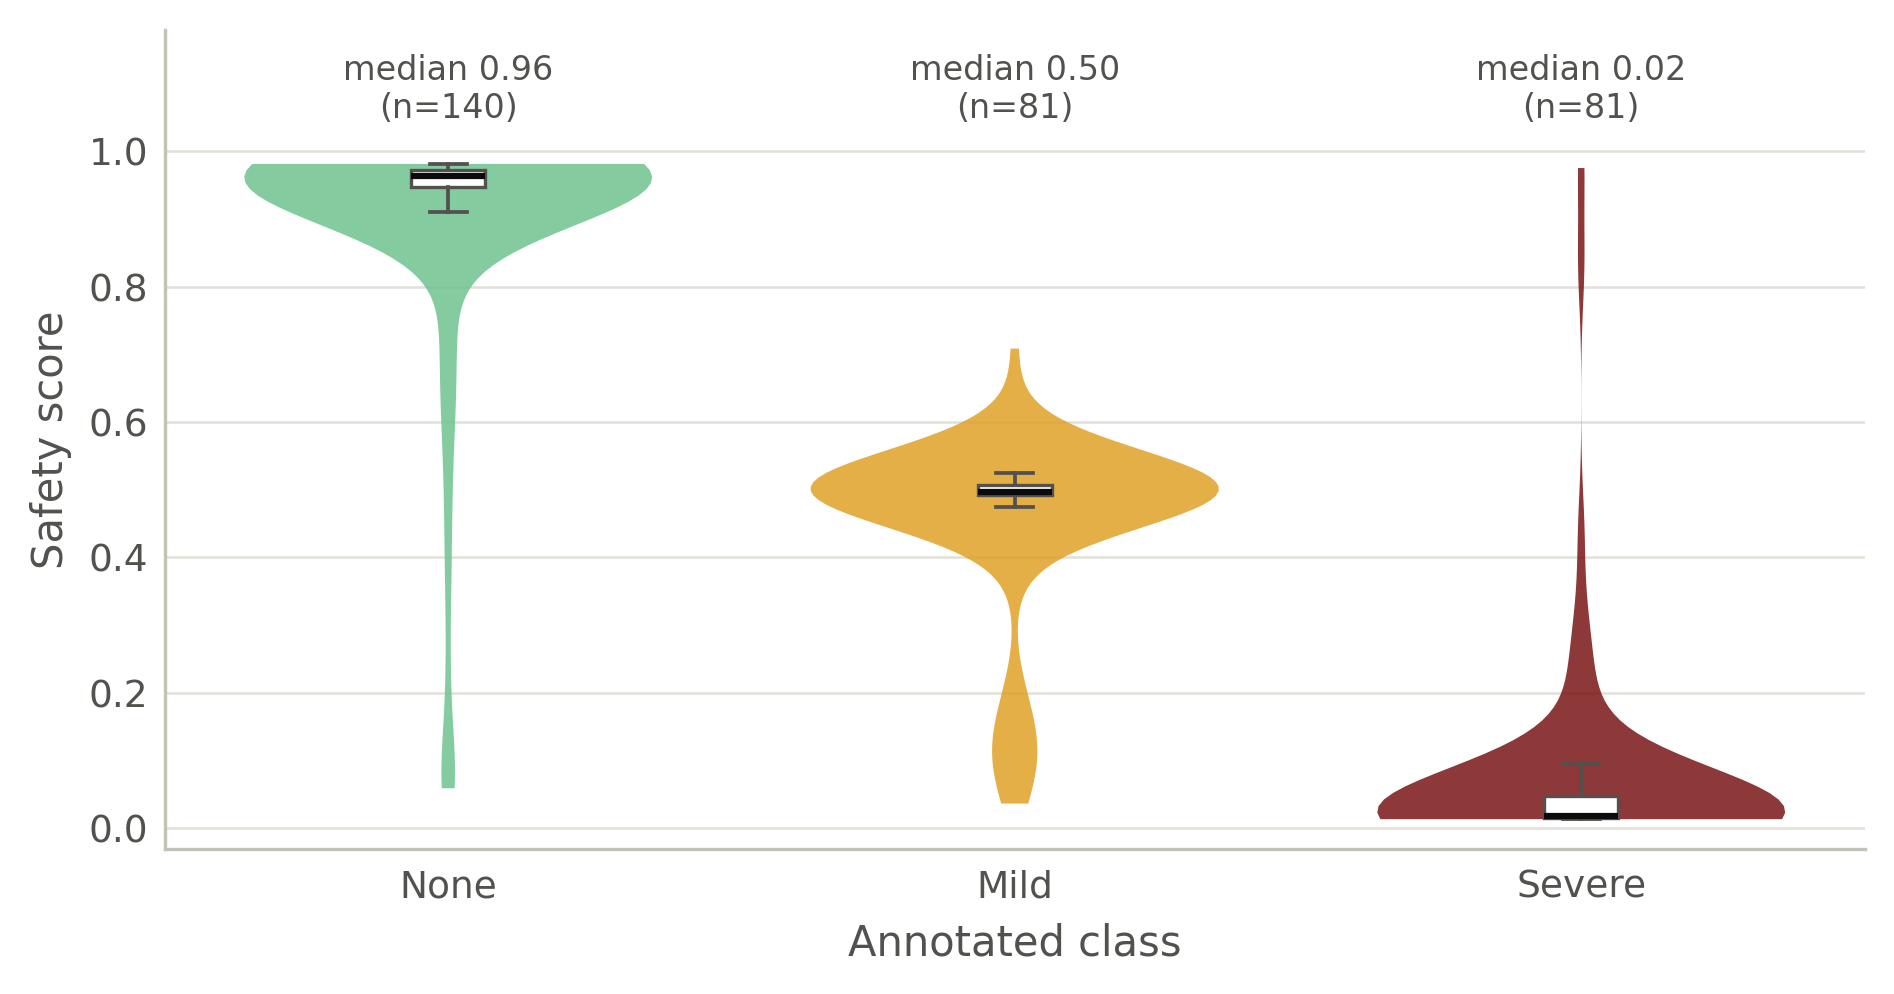 median 0.96
(n=140)
median 0.50
(n=81)
median 0.02
(n=81)
1.0
0.8
0.6
0.4
0.2
0.0
Safety score
None
Mild
Severe
Annotated class